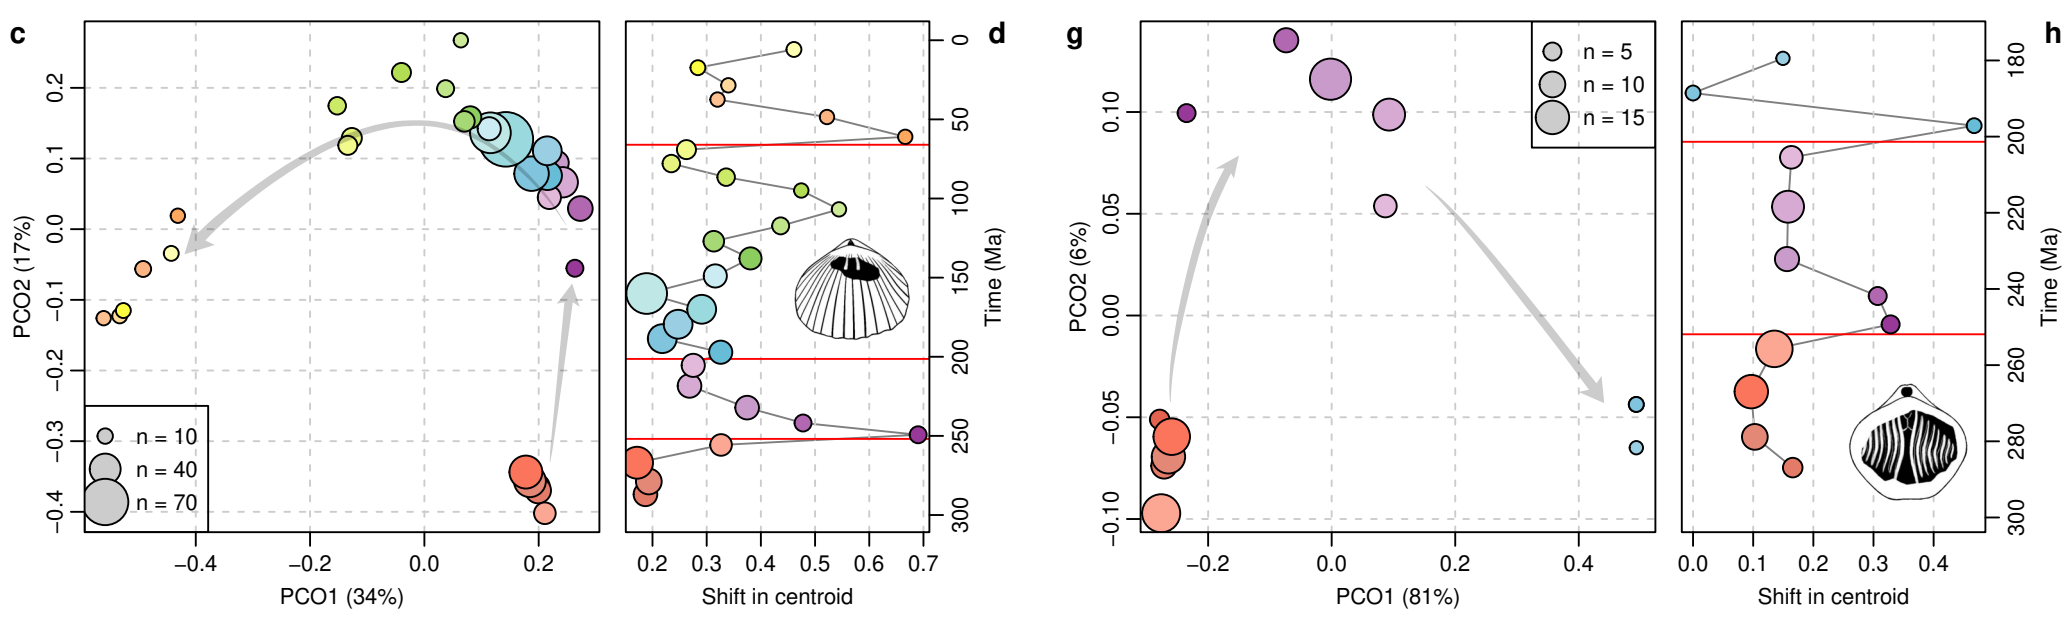 c
0.2
0.1
0.0
−0.1
−0.2
−0.3
−0.4
PCO2 (17%)
n = 10
n = 40
n = 70
−0.4
−0.2
0.0
0.2
PCO1 (34%)
d
0
50
100
150
200
250
300
Time (Ma)
0.2
0.3
0.4
0.5
0.6
0.7
Shift in centroid
g
0.10
0.05
0.00
−0.05
−0.10
PCO2 (6%)
n = 5
n = 10
n = 15
−0.2
0.0
0.2
0.4
PCO1 (81%)
h
180
200
220
240
260
280
300
Time (Ma)
0.0
0.1
0.2
0.3
0.4
Shift in centroid